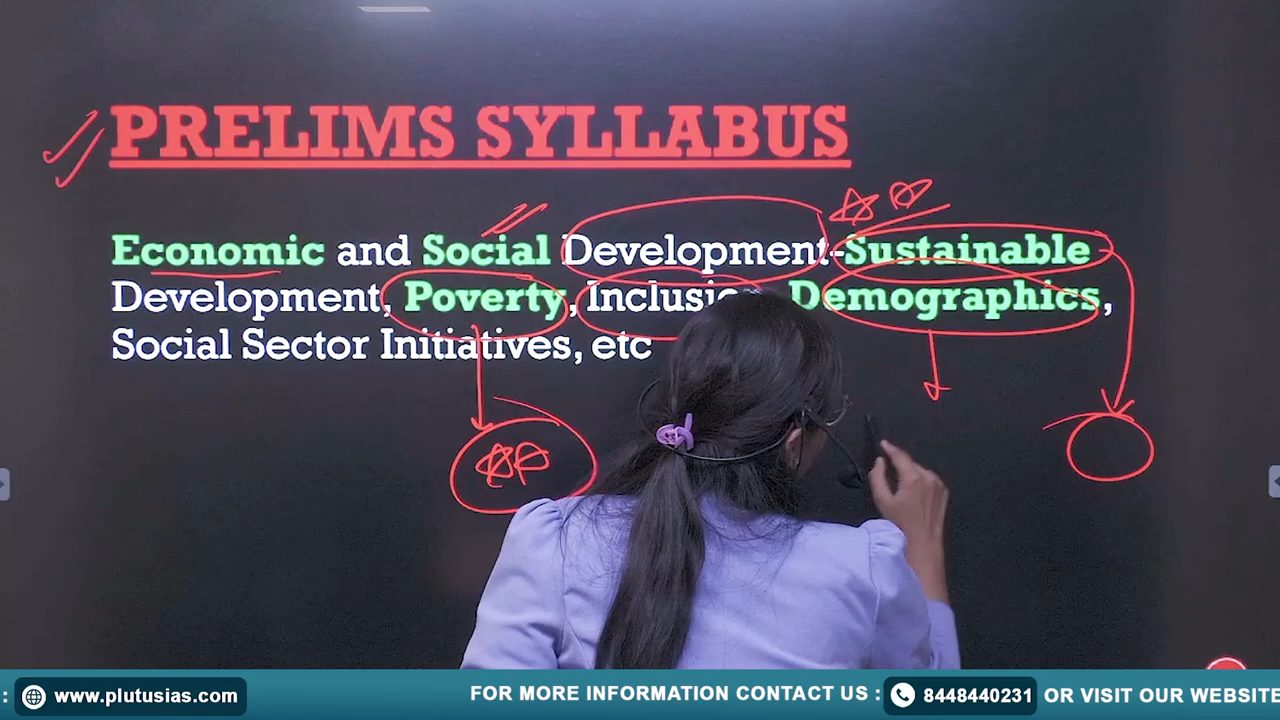 PRELIMS SYLLABUS
Economic and Social Development-Sustainable
Development, Poverty, Inclusion, Demographics,
Social Sector Initiatives, etc
: www.plutusias.com FOR MORE INFORMATION CONTACT US : 8448440231 OR VISIT OUR WEBSITE